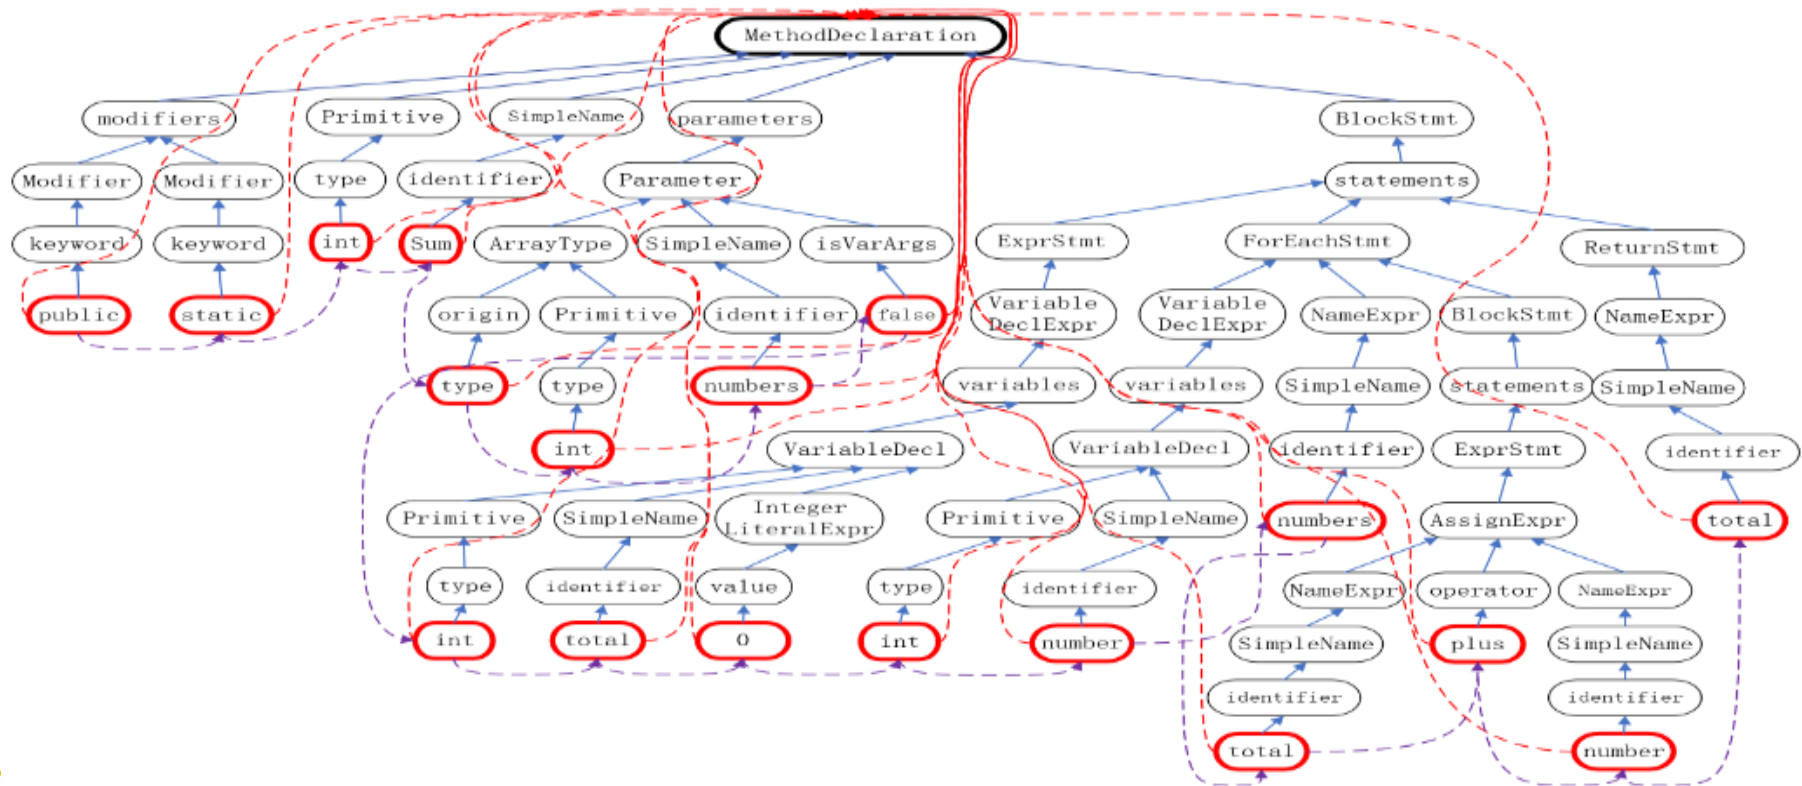 MethodDeclaration
modifiers
Primitive
SimpleName
parameters
BlockStmt
Modifier
Modifier
type
identifier
Parameter
statements
keyword
keyword
int
Sum
ArrayType
SimpleName
isVarArgs
ExprStmt
ForEachStmt
ReturnStmt
public
static
origin
Primitive
identifier
false
Variable
DeclExpr
Variable
DeclExpr
NameExpr
BlockStmt
NameExpr
type
type
numbers
variables
variables
SimpleName
statements
SimpleName
int
VariableDecl
VariableDecl
identifier
ExprStmt
identifier
Primitive
SimpleName
Integer
LiteralExpr
Primitive
SimpleName
numbers
AssignExpr
total
type
identifier
value
type
identifier
NameExpr
operator
NameExpr
int
total
0
int
number
SimpleName
plus
SimpleName
identifier
identifier
total
number